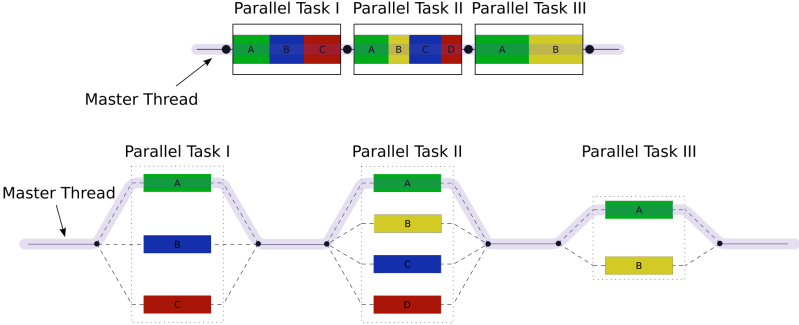 Parallel Task I
Parallel Task II
Parallel Task III
A B C
A B C D
A B
Master Thread
Parallel Task I
Parallel Task II
Parallel Task III
Master Thread
A
B
C
A
B
C
D
A
B